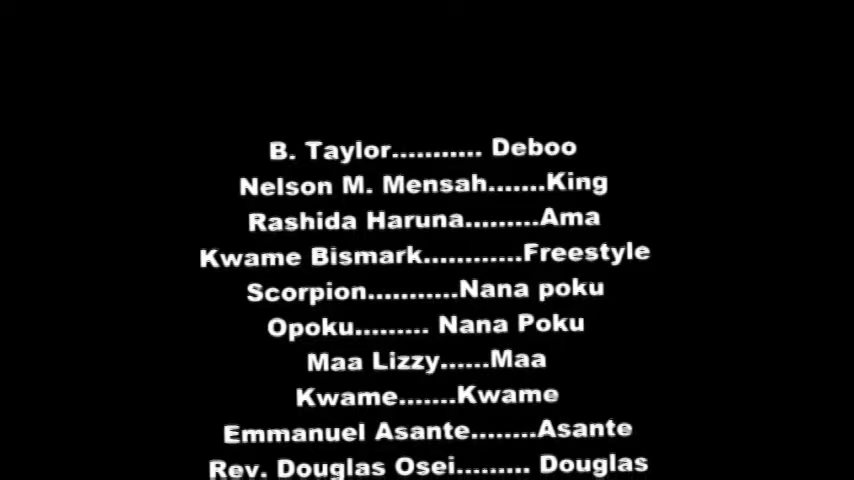 B. Taylor........... Deboo
Nelson M. Mensah.......King
Rashida Haruna.........Ama
Kwame Bismark............Freestyle
Scorpion...........Nana poku
Opoku......... Nana Poku
Maa Lizzy......Maa
Kwame.......Kwame
Emmanuel Asante........Asante
Rev. Douglas Osei......... Douglas